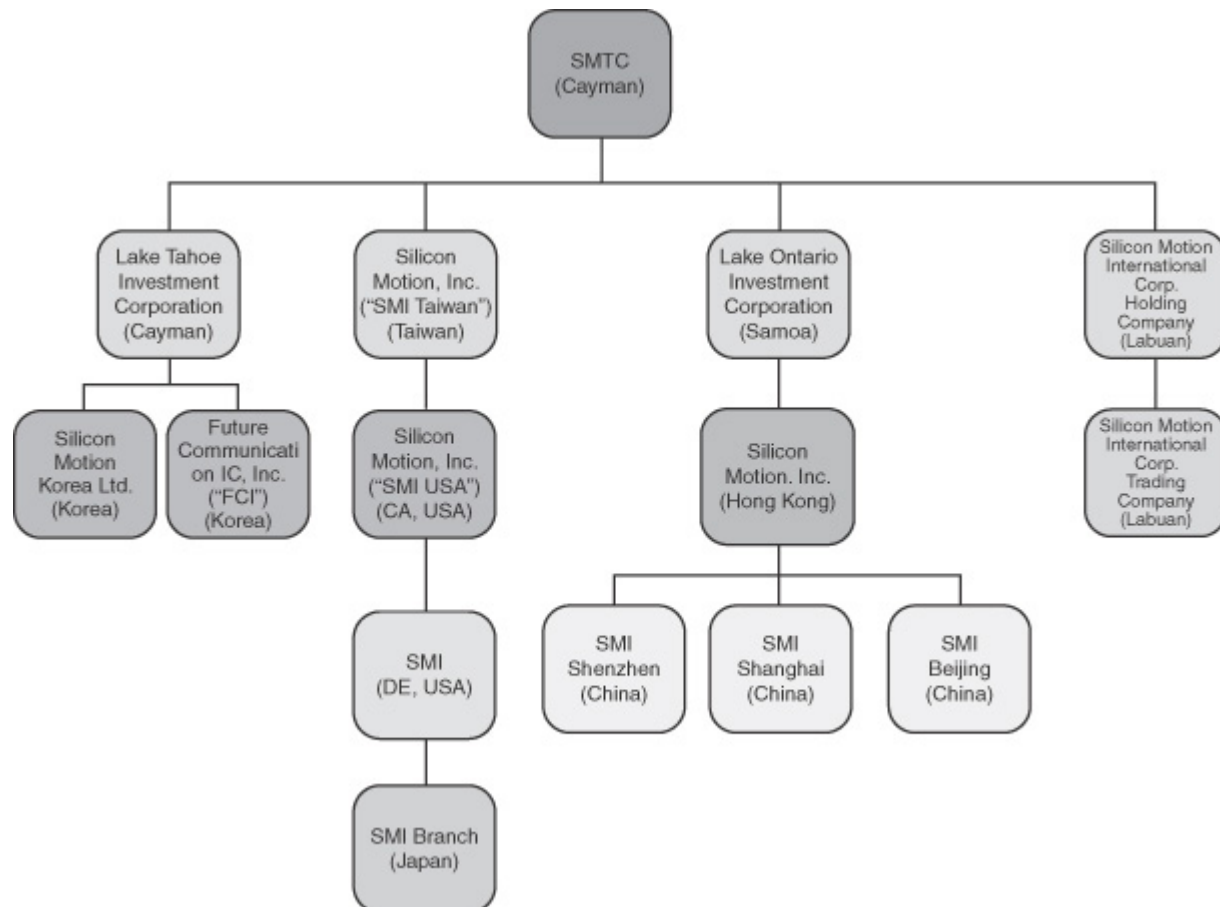 SMTC
(Cayman)
Lake Tahoe
Investment
Corporation
(Cayman)
Silicon
Motion, Inc.
(“SMI Taiwan”)
(Taiwan)
Lake Ontario
Investment
Corporation
(Samoa)
Silicon Motion
International
Corp.
Holding
Company
(Labuan)
Silicon
Motion
Korea Ltd.
(Korea)
Future
Communicati
on IC, Inc.
(“FCI”)
(Korea)
Silicon
Motion, Inc.
(“SMI USA”)
(CA, USA)
Silicon
Motion. Inc.
(Hong Kong)
Silicon Motion
International
Corp.
Trading
Company
(Labuan)
SMI
(DE, USA)
SMI
Shenzhen
(China)
SMI
Shanghai
(China)
SMI
Beijing
(China)
SMI Branch
(Japan)